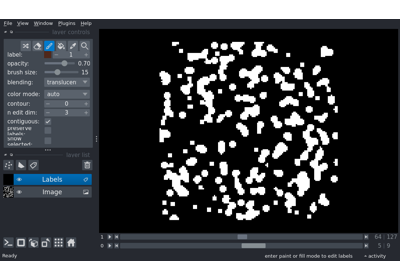 File View Window Plugins Help
layer controls
label: 1
opacity: 0.70
brush size: 15
blending: translucen
color mode: auto
contour: 0
n edit dim: 3
contiguous:
preserve labels:
show selected:
layer list
Labels
Image
1 64 127
0 5 9
Ready enter paint or fill mode to edit labels activity